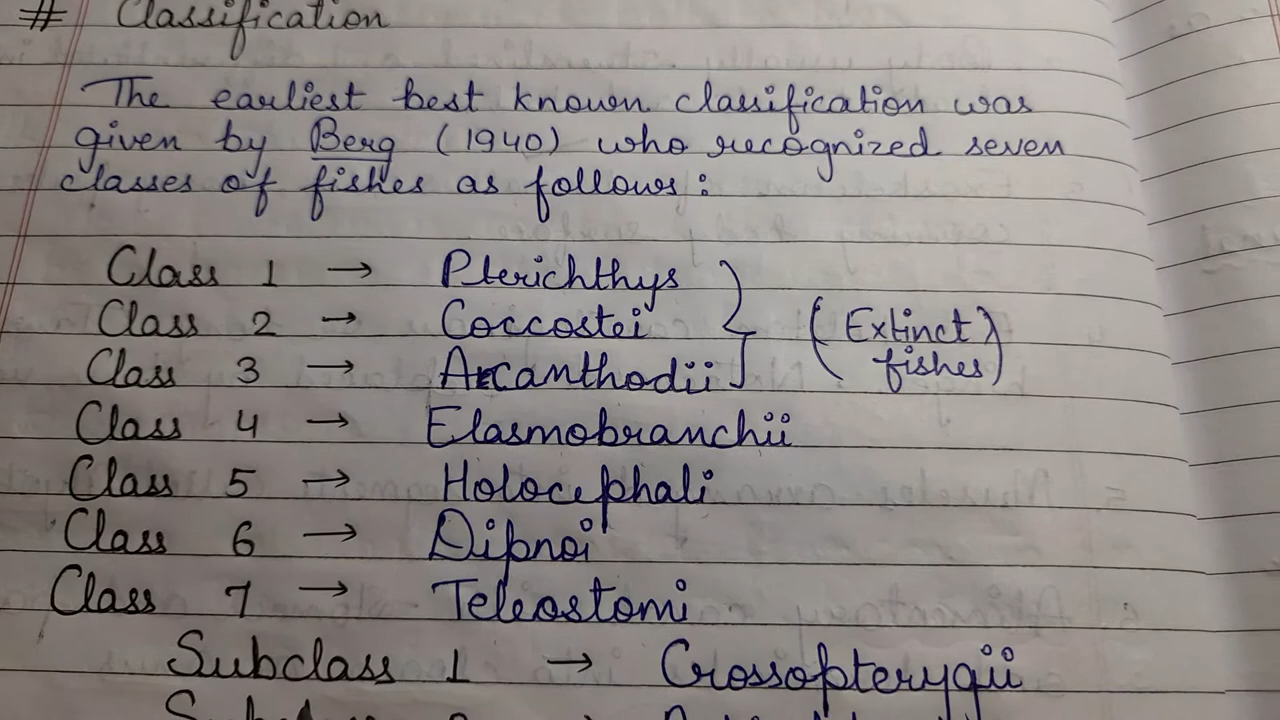 # Classification
The earliest best known classification was
given by Berg (1940) who recognized seven
classes of fishes as follows:
Class 1 → Pterichthys
Class 2 → Coccostei (Extinct fishes)
Class 3 → Acanthodii
Class 4 → Elasmobranchii
Class 5 → Holocephali
Class 6 → Dipnoi
Class 7 → Teleostomi
Subclass 1 → Crossopterygii